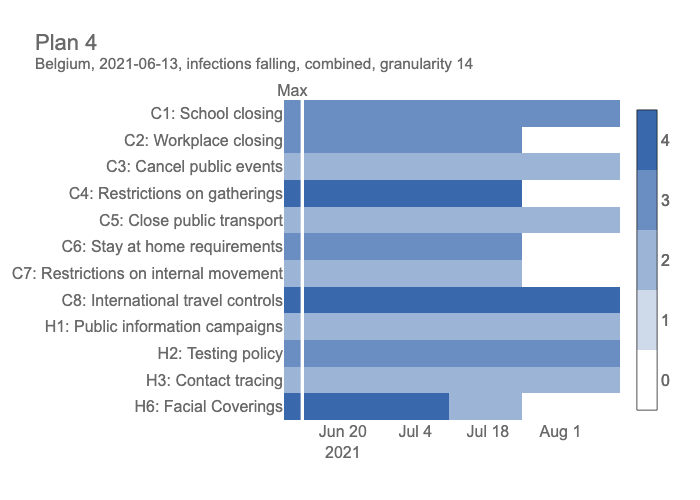 Plan 4
Belgium, 2021-06-13, infections falling, combined, granularity 14
Max
C1: School closing
C2: Workplace closing
C3: Cancel public events
C4: Restrictions on gatherings
C5: Close public transport
C6: Stay at home requirements
C7: Restrictions on internal movement
C8: International travel controls
H1: Public information campaigns
H2: Testing policy
H3: Contact tracing
H6: Facial Coverings
Jun 20 Jul 4 Jul 18 Aug 1
2021
4
3
2
1
0